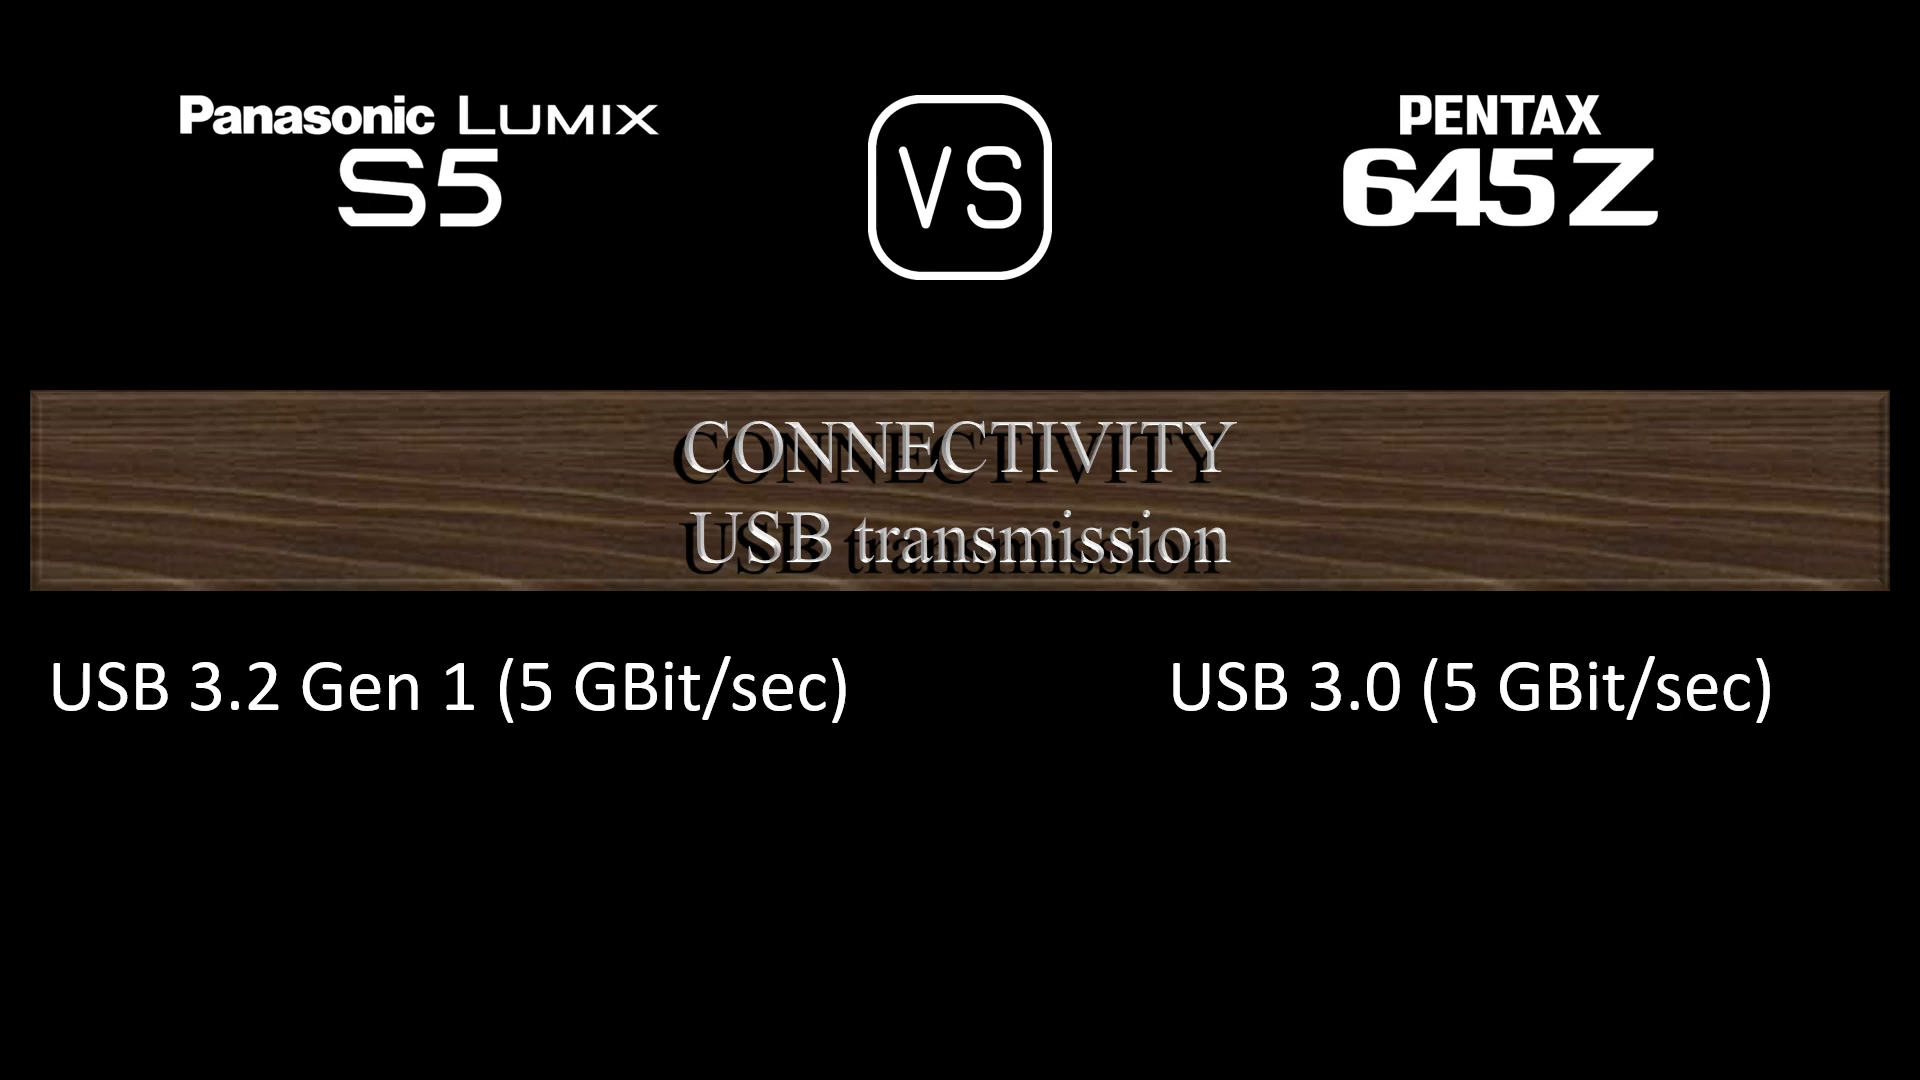 Panasonic LUMIX
S5
VS
PENTAX
645Z
CONNECTIVITY
USB transmission
USB 3.2 Gen 1 (5 GBit/sec)
USB 3.0 (5 GBit/sec)